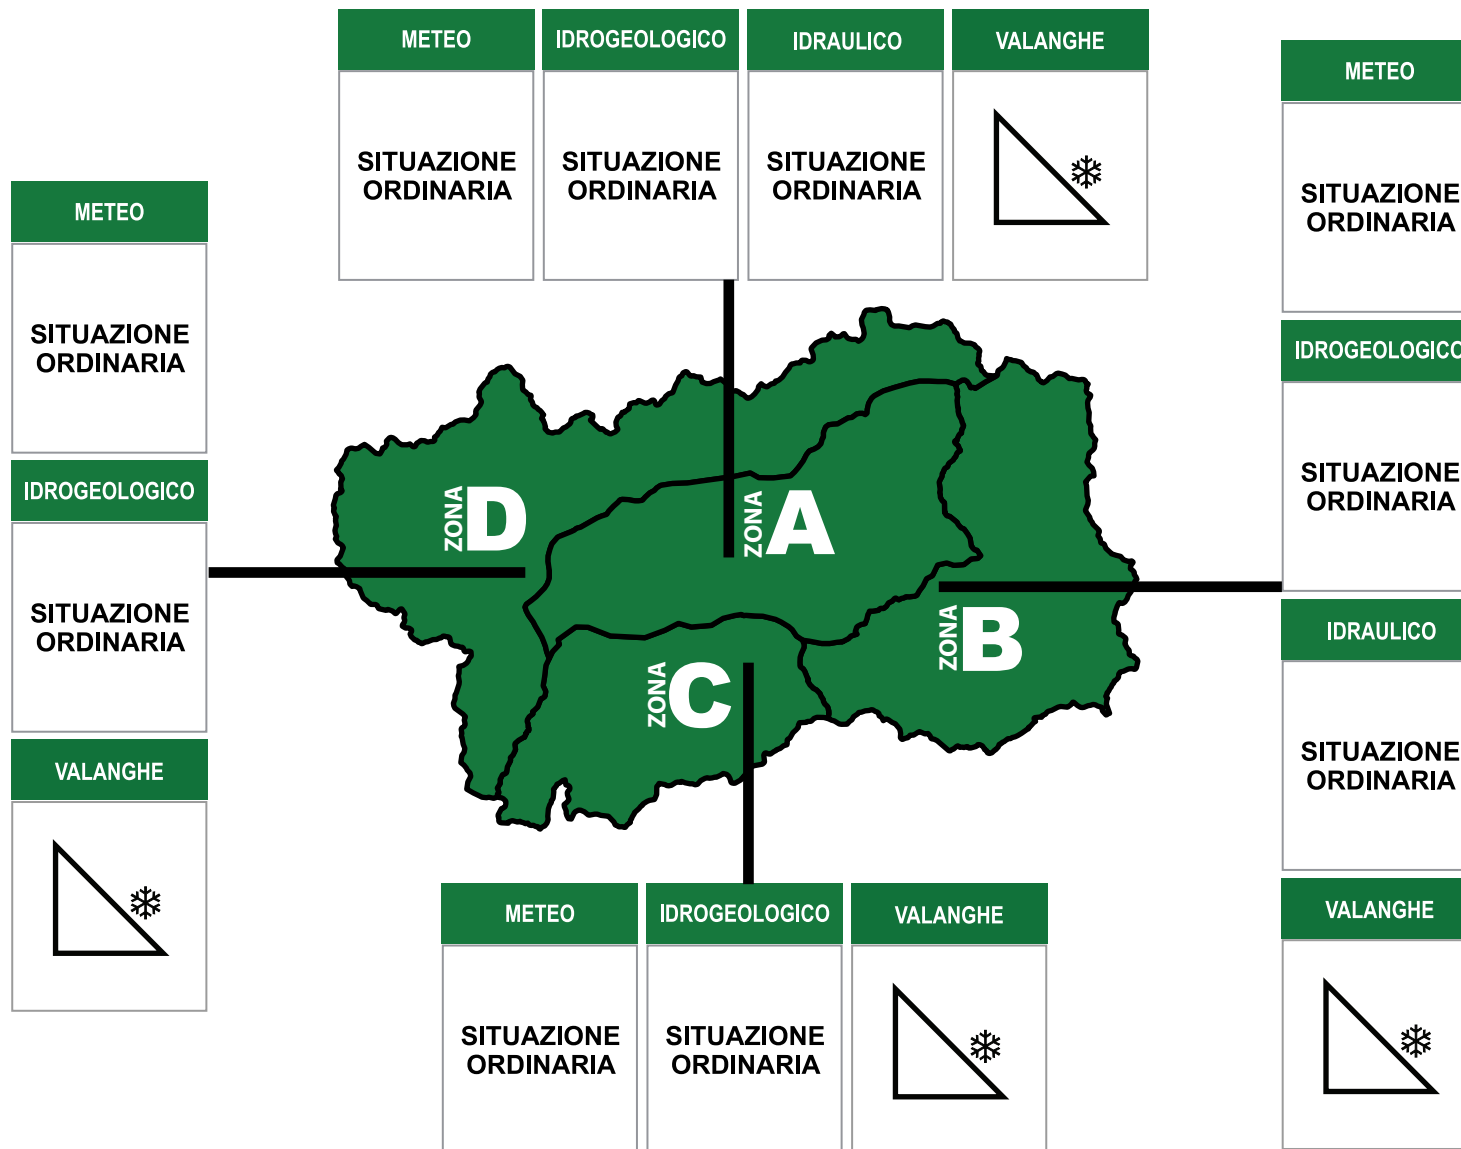 METEO
IDROGEOLOGICO
IDRAULICO
VALANGHE
SITUAZIONE
ORDINARIA
SITUAZIONE
ORDINARIA
SITUAZIONE
ORDINARIA
METEO
SITUAZIONE
ORDINARIA
IDROGEOLOGICO
SITUAZIONE
ORDINARIA
VALANGHE
ZONA D
ZONA A
ZONA B
ZONA C
METEO
SITUAZIONE
ORDINARIA
IDROGEOLOGICO
SITUAZIONE
ORDINARIA
IDRAULICO
SITUAZIONE
ORDINARIA
VALANGHE
METEO
IDROGEOLOGICO
VALANGHE
SITUAZIONE
ORDINARIA
SITUAZIONE
ORDINARIA